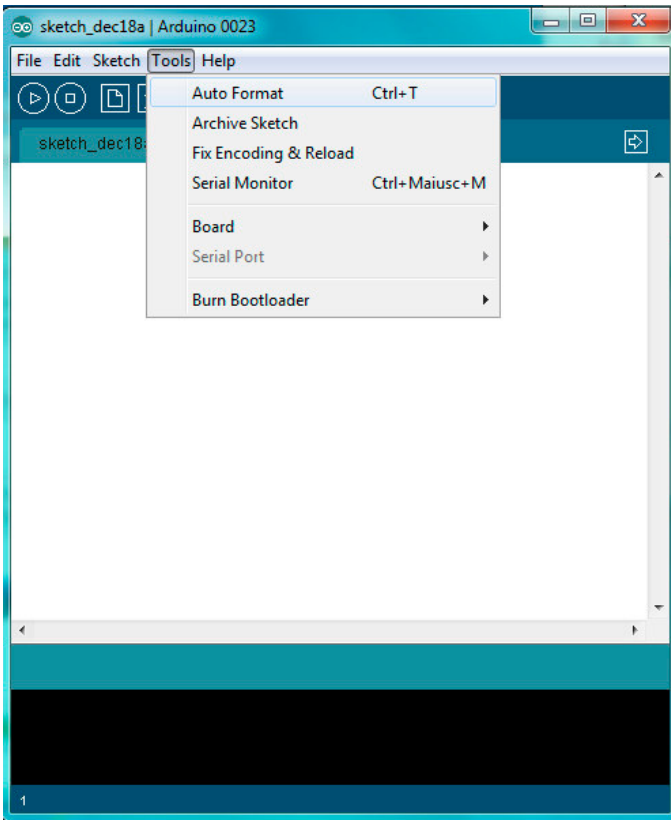 sketch_dec18a | Arduino 0023
File Edit Sketch Tools Help
Auto Format Ctrl+T
sketch_dec18
Archive Sketch
Fix Encoding & Reload
Serial Monitor Ctrl+Maiusc+M
Board
Serial Port
Burn Bootloader
1